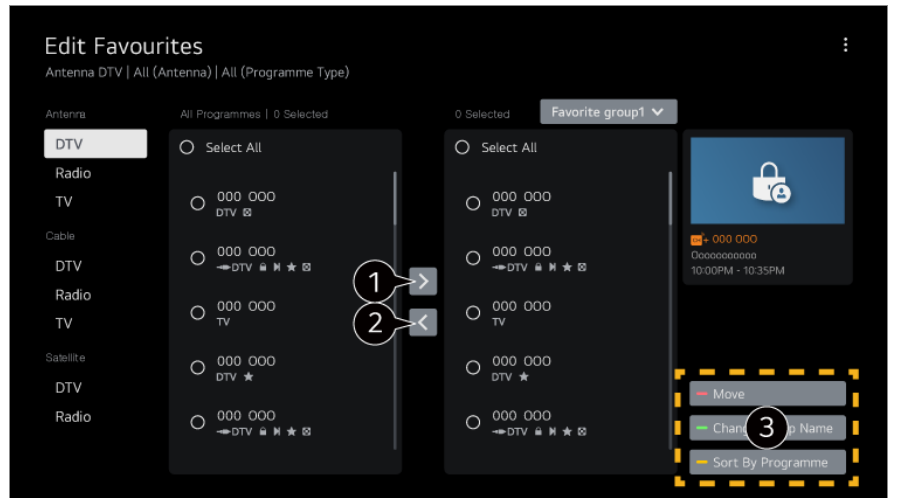 Edit Favourites
Antenna DTV | All (Antenna) | All (Programme Type)
Antenna
DTV
Radio
TV
Cable
DTV
Radio
TV
Satellite
DTV
Radio
All Programmes | 0 Selected
Select All
000 000
DTV
000 000
DTV
000 000
TV
000 000
DTV
000 000
DTV
1
2
0 Selected
Favorite group1
Select All
000 000
DTV
000 000
DTV
000 000
TV
000 000
DTV
000 000
DTV
000 000
Ooooooooooo
10:00PM - 10:35PM
Move
3
Name
Sort By Programme